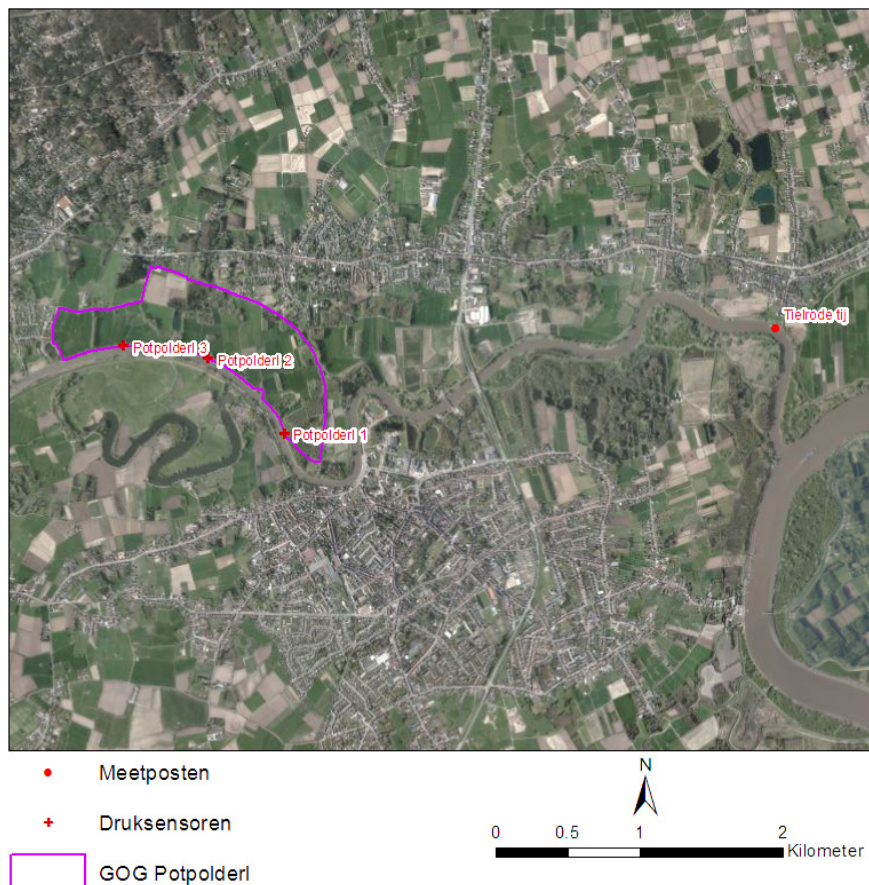 Tielrode tij
Potpolderl 3
Potpolderl 2
Potpolderl 1
Meetposten
Druksensoren
GOG Potpolderl
N
0 0.5 1 2
Kilometer